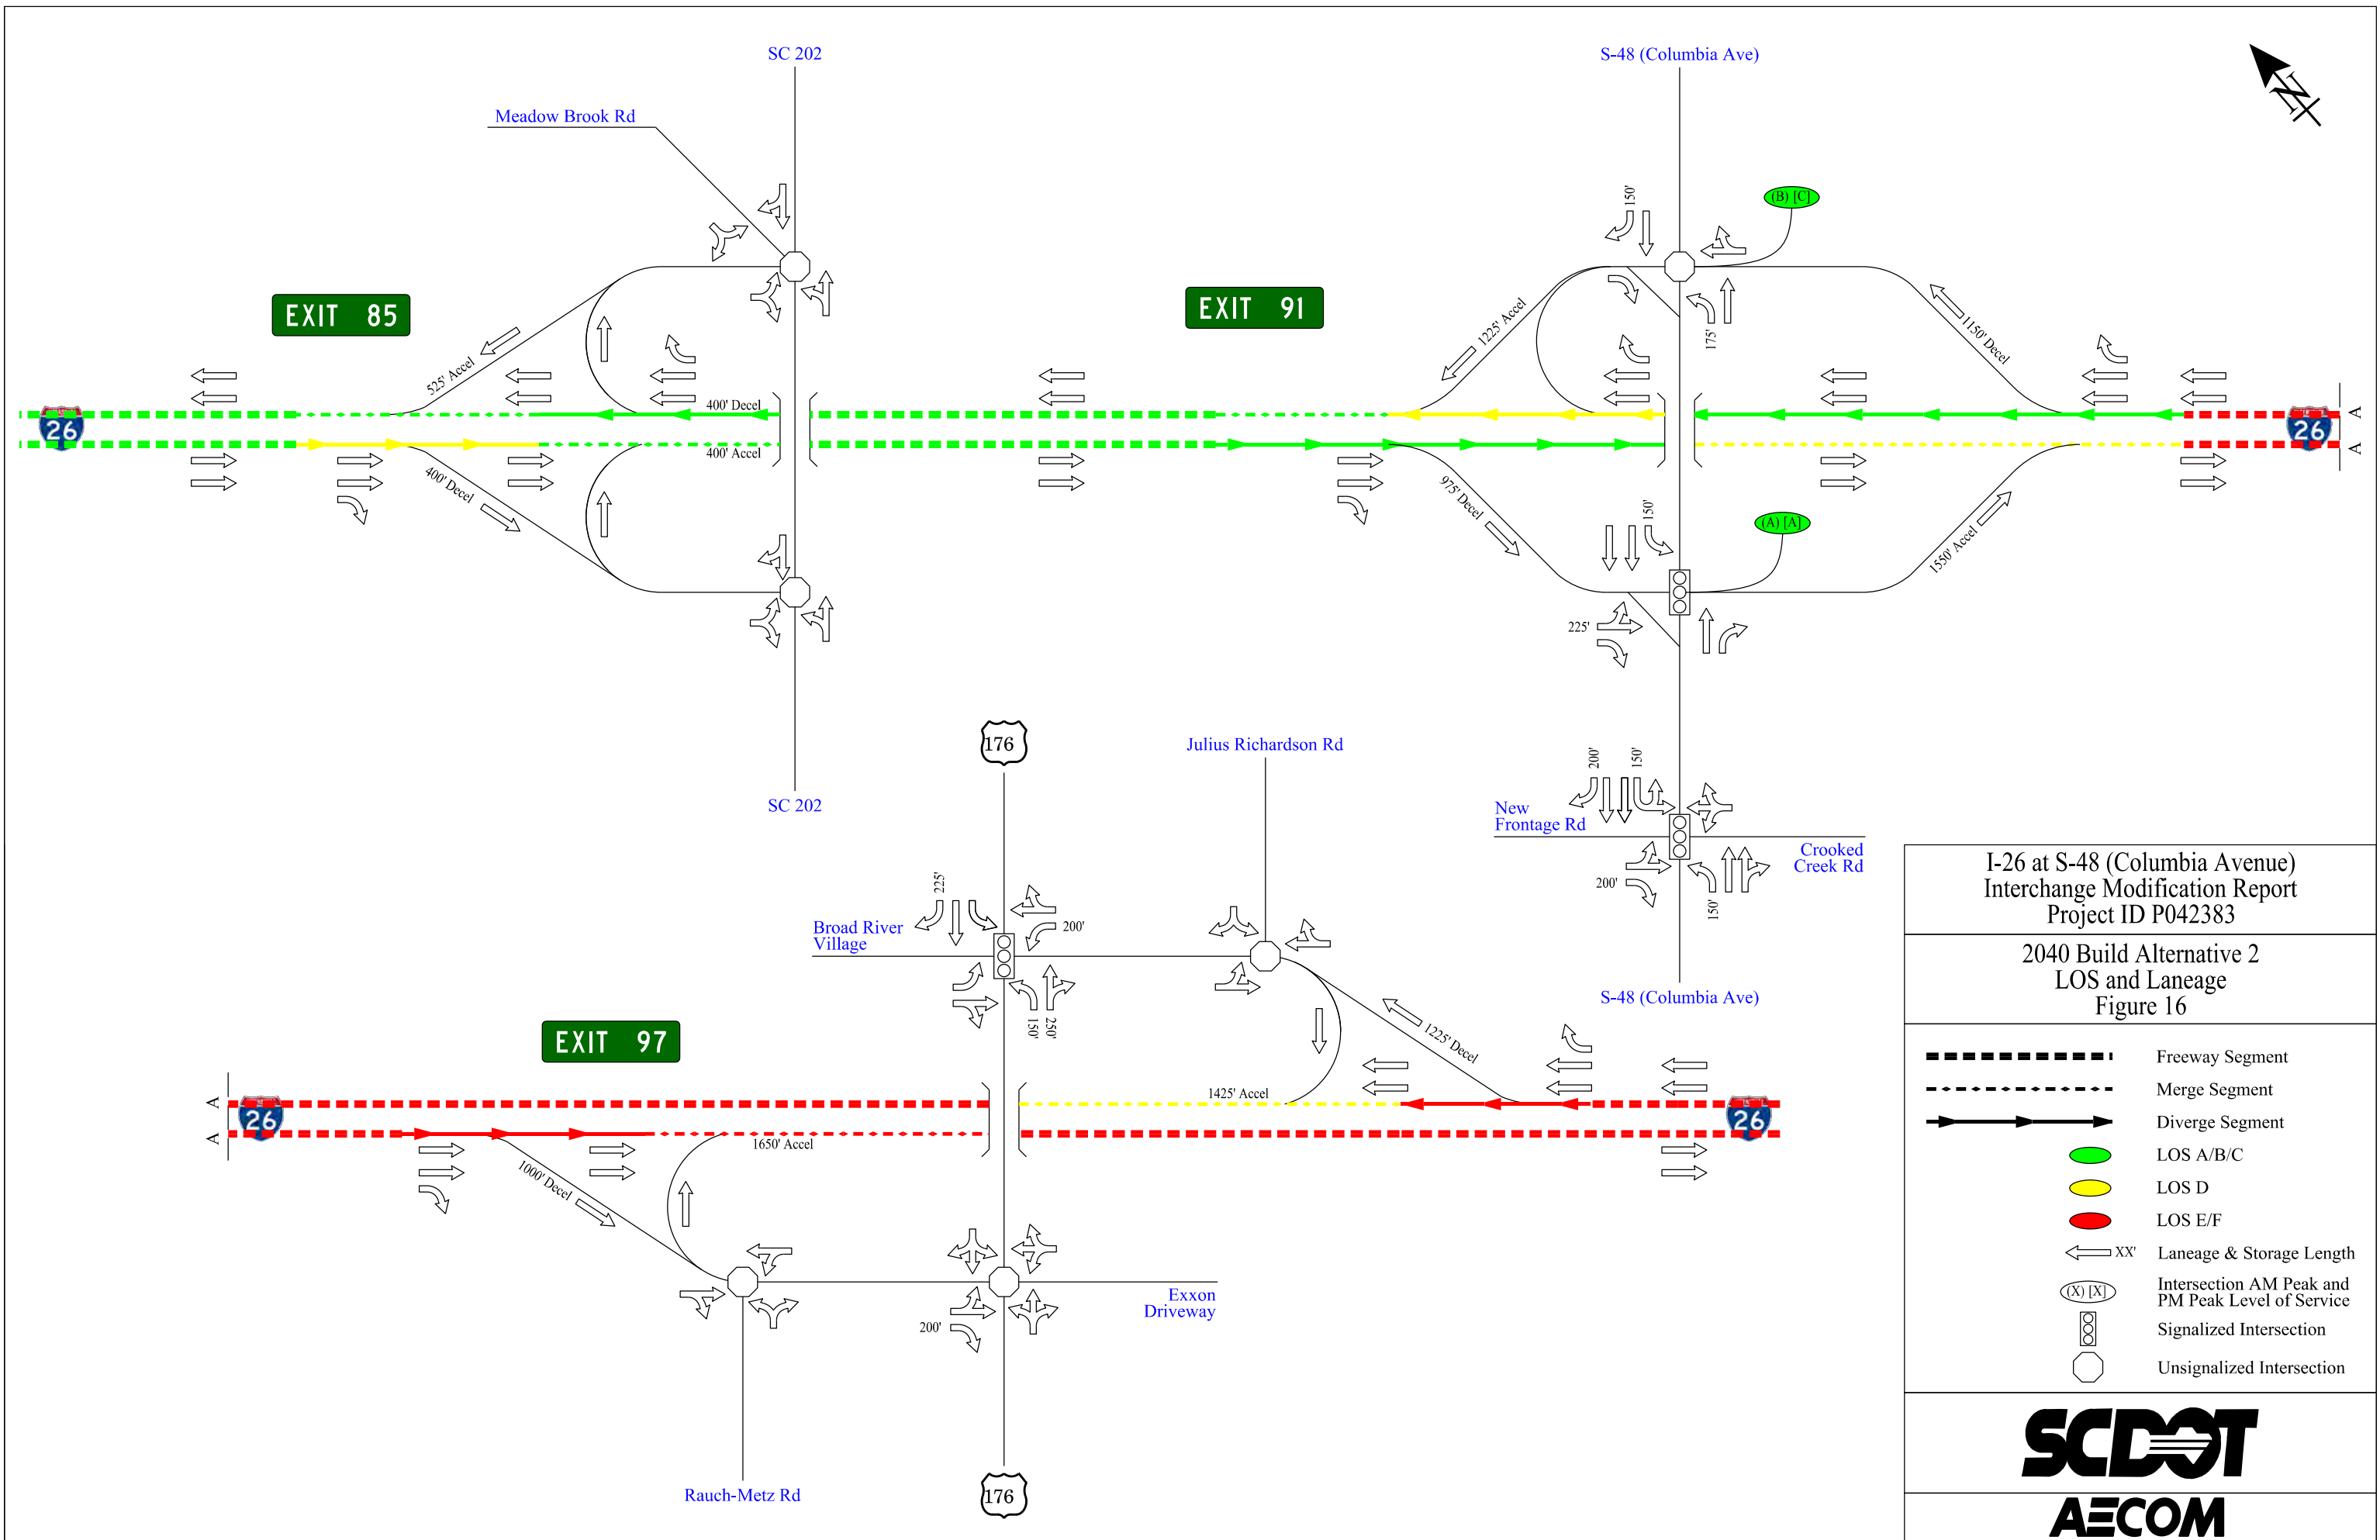 SC 202
S-48 (Columbia Ave)
Meadow Brook Rd
N
150'
(B) [C]
EXIT 85
EXIT 91
525' Accel
1225' Accel
175'
1150' Decel
400' Decel
26
400' Accel
26
A
A
400' Decel
975' Decel
150'
(A) [A]
1550' Accel
225'
176
Julius Richardson Rd
SC 202
200'
150'
New
Frontage Rd
Crooked
Creek Rd
200'
150'
S-48 (Columbia Ave)
225'
Broad River
Village
200'
150'
250'
EXIT 97
1225' Decel
1425' Accel
A
A
26
26
1650' Accel
1000' Decel
Exxon
Driveway
200'
Rauch-Metz Rd
176
I-26 at S-48 (Columbia Avenue)
Interchange Modification Report
Project ID P042383
2040 Build Alternative 2
LOS and Laneage
Figure 16
Freeway Segment
Merge Segment
Diverge Segment
LOS A/B/C
LOS D
LOS E/F
XX' Laneage & Storage Length
(X) [X] Intersection AM Peak and
PM Peak Level of Service
Signalized Intersection
Unsignalized Intersection
SCDOT
AECOM